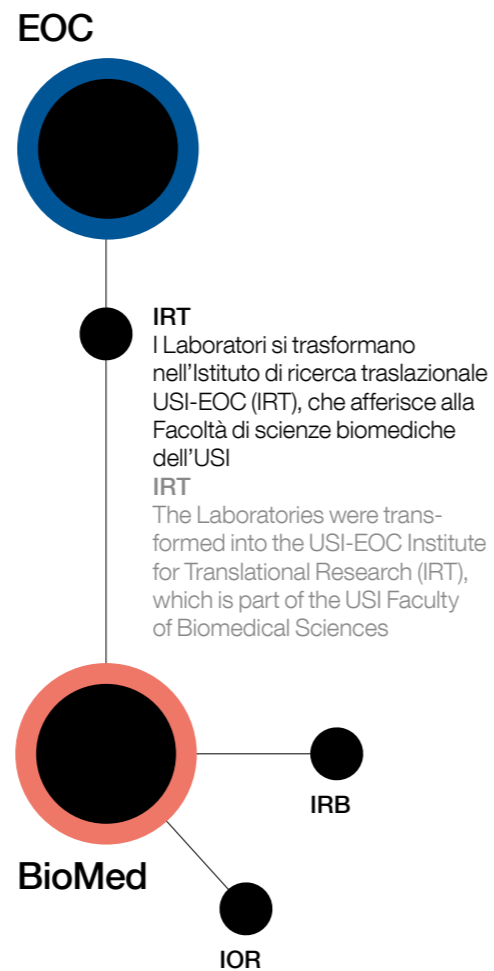 EOC
IRT
I Laboratori si trasformano
nell'Istituto di ricerca traslazionale
USI-EOC (IRT), che afferisce alla
Facoltà di scienze biomediche
dell'USI
IRT
The Laboratories were trans-
formed into the USI-EOC Institute
for Translational Research (IRT),
which is part of the USI Faculty
of Biomedical Sciences
IRB
BioMed
IOR